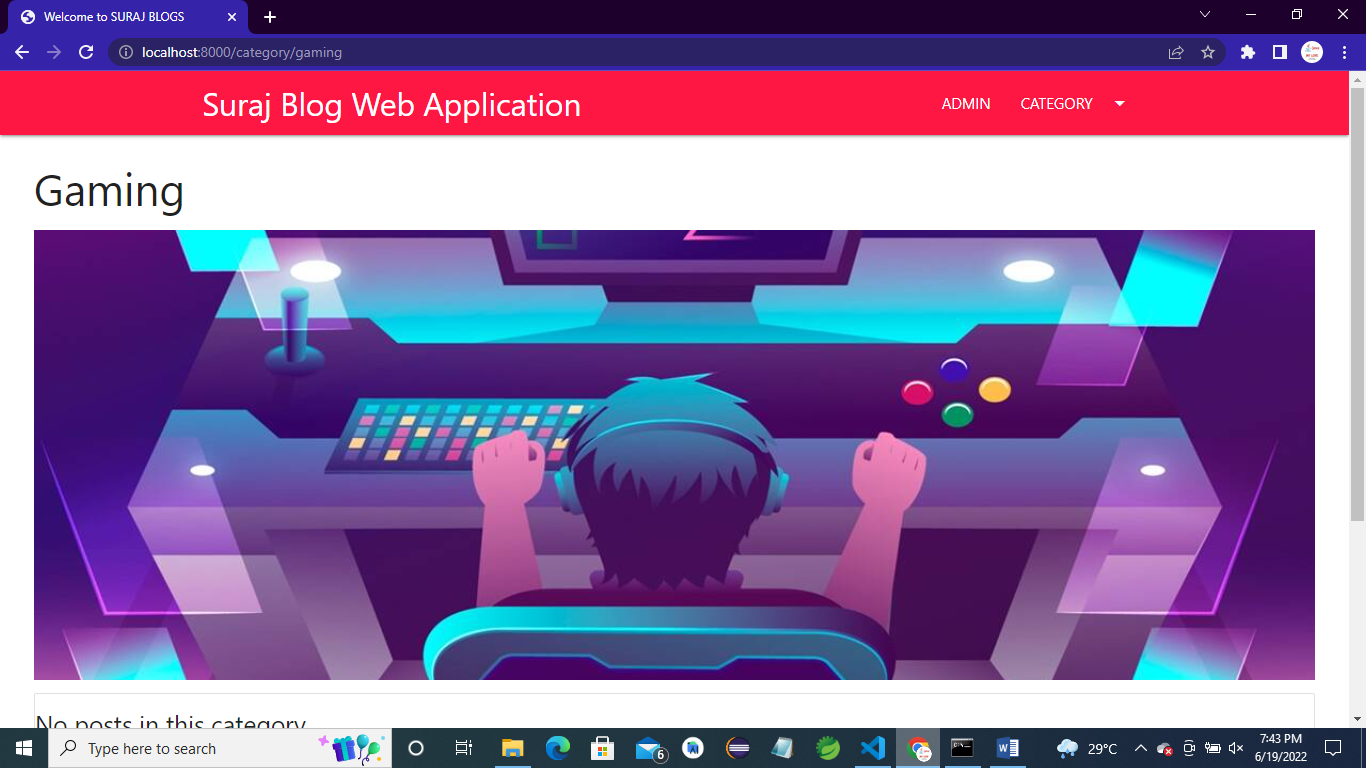 Welcome to SURAJ BLOGS
localhost:8000/category/gaming
Suraj Blog Web Application
ADMIN
CATEGORY
Gaming
No posts in this category
Type here to search
6
29°C
7:43 PM
6/19/2022